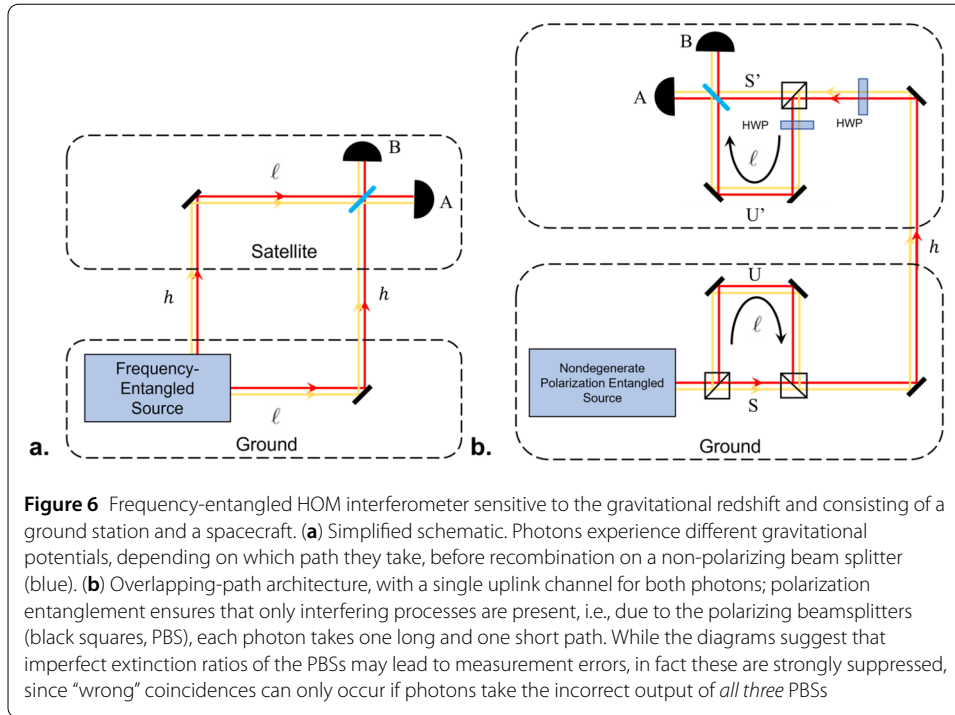 B
A
ℓ
Satellite
h
h
Frequency-
Entangled
Source
ℓ
Ground
a.
B
S'
A
HWP
HWP
ℓ
U'
h
U
ℓ
Nondegenerate
Polarization Entangled
Source
S
Ground
b.
Figure 6 Frequency-entangled HOM interferometer sensitive to the gravitational redshift and consisting of a
ground station and a spacecraft. (a) Simplified schematic. Photons experience different gravitational
potentials, depending on which path they take, before recombination on a non-polarizing beam splitter
(blue). (b) Overlapping-path architecture, with a single uplink channel for both photons; polarization
entanglement ensures that only interfering processes are present, i.e., due to the polarizing beamsplitters
(black squares, PBS), each photon takes one long and one short path. While the diagrams suggest that
imperfect extinction ratios of the PBSs may lead to measurement errors, in fact these are strongly suppressed,
since “wrong” coincidences can only occur if photons take the incorrect output of all three PBSs